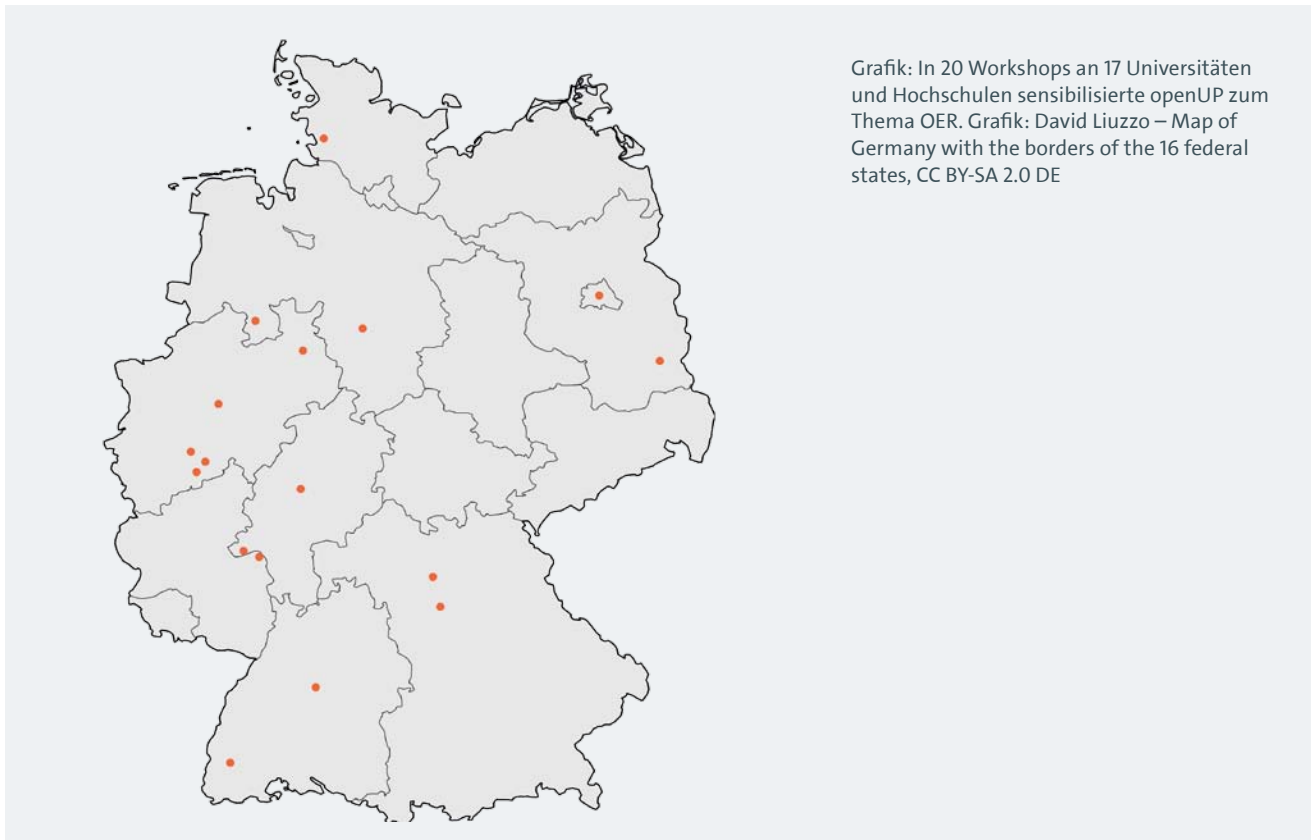 Grafik: In 20 Workshops an 17 Universitäten
und Hochschulen sensibilisierte openUP zum
Thema OER. Grafik: David Liuzzo – Map of
Germany with the borders of the 16 federal
states, CC BY-SA 2.0 DE